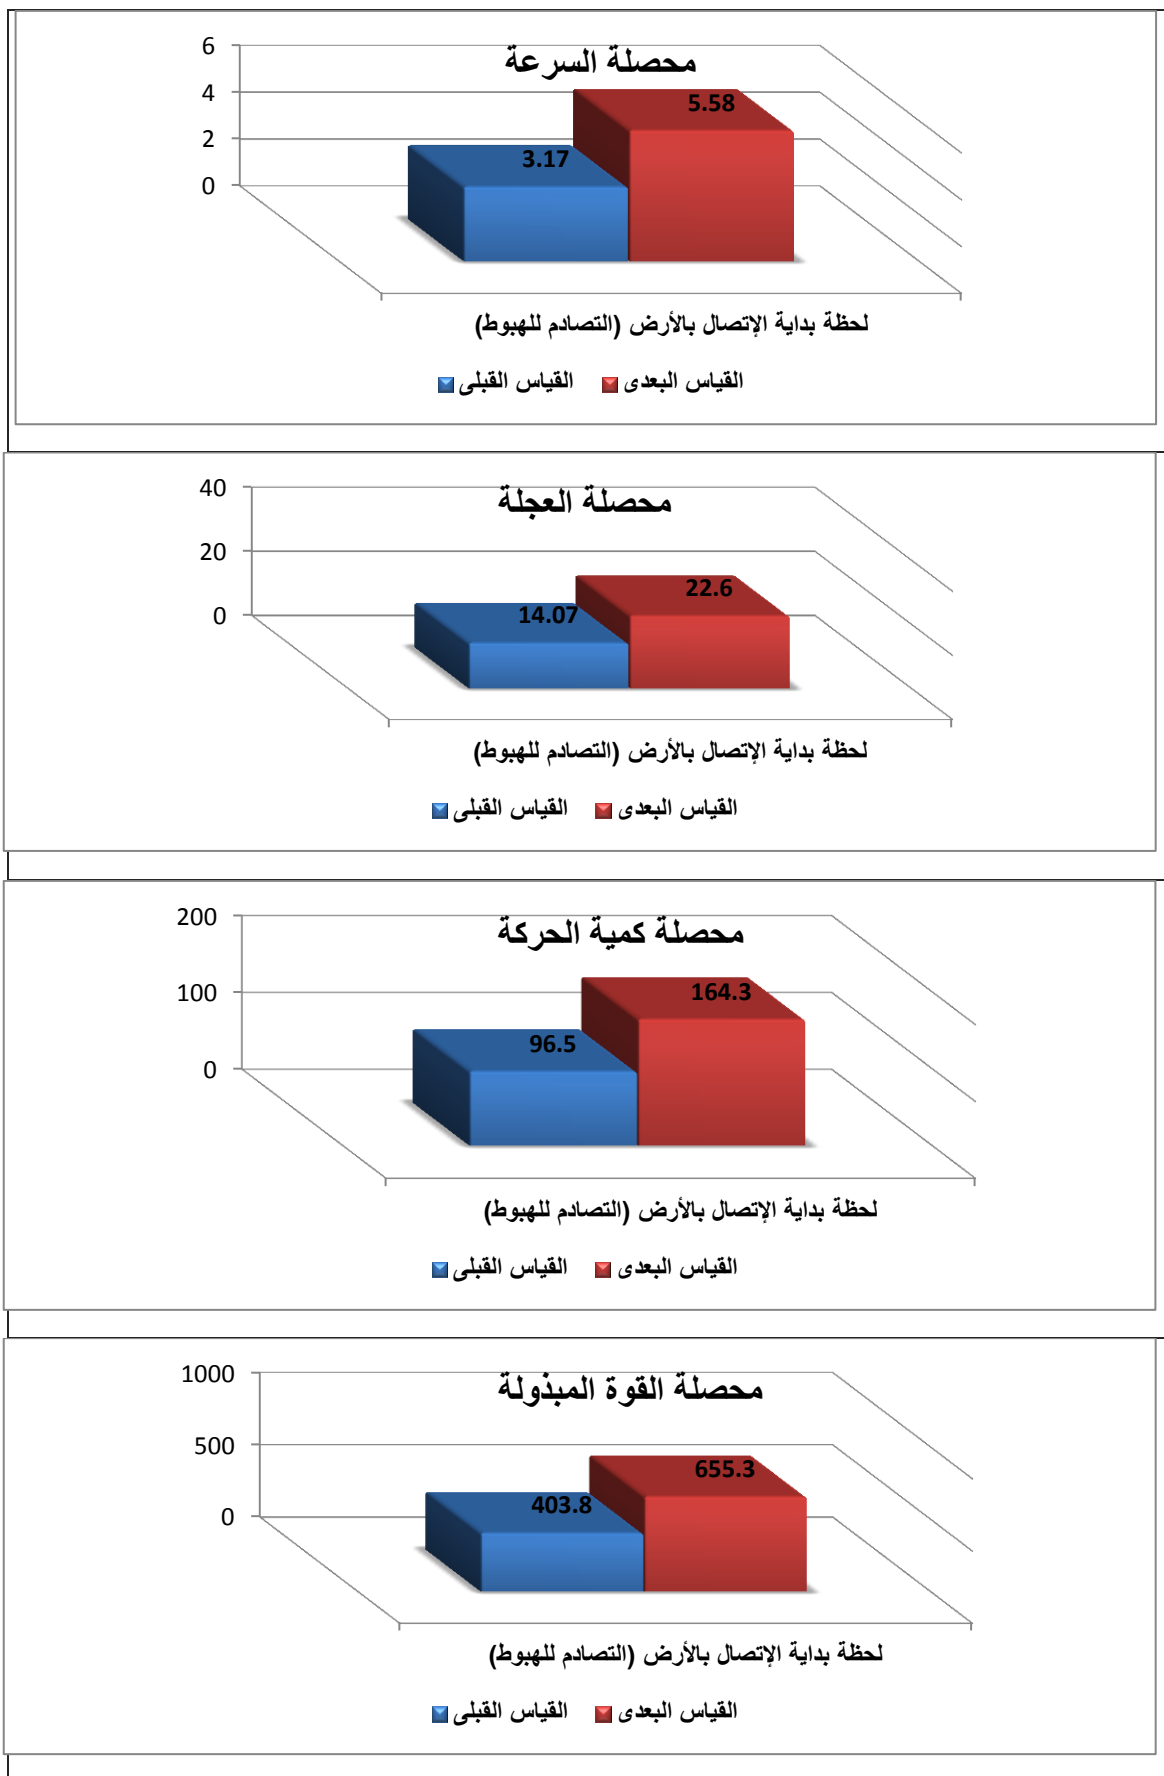 محصلة السرعة
6
4
2
0
3.17
5.58
لحظة بداية الإتصال بالأرض (التصادم للهبوط)
القياس القبلى
القياس البعدى
محصلة العجلة
40
20
0
14.07
22.6
لحظة بداية الإتصال بالأرض (التصادم للهبوط)
القياس القبلى
القياس البعدى
محصلة كمية الحركة
200
100
0
96.5
164.3
لحظة بداية الإتصال بالأرض (التصادم للهبوط)
القياس القبلى
القياس البعدى
محصلة القوة المبذولة
1000
500
0
403.8
655.3
لحظة بداية الإتصال بالأرض (التصادم للهبوط)
القياس القبلى
القياس البعدى